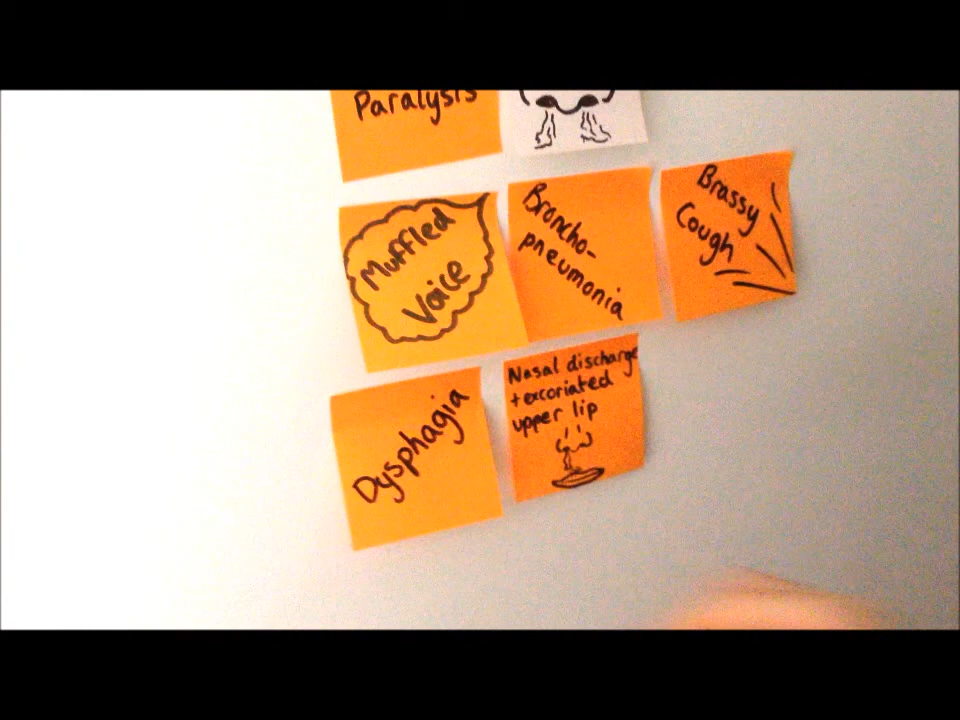 Paralysis
Muffled
Voice
Broncho-
pneumonia
Brassy
Cough
Dysphagia
Nasal discharge
+ excoriated
upper lip